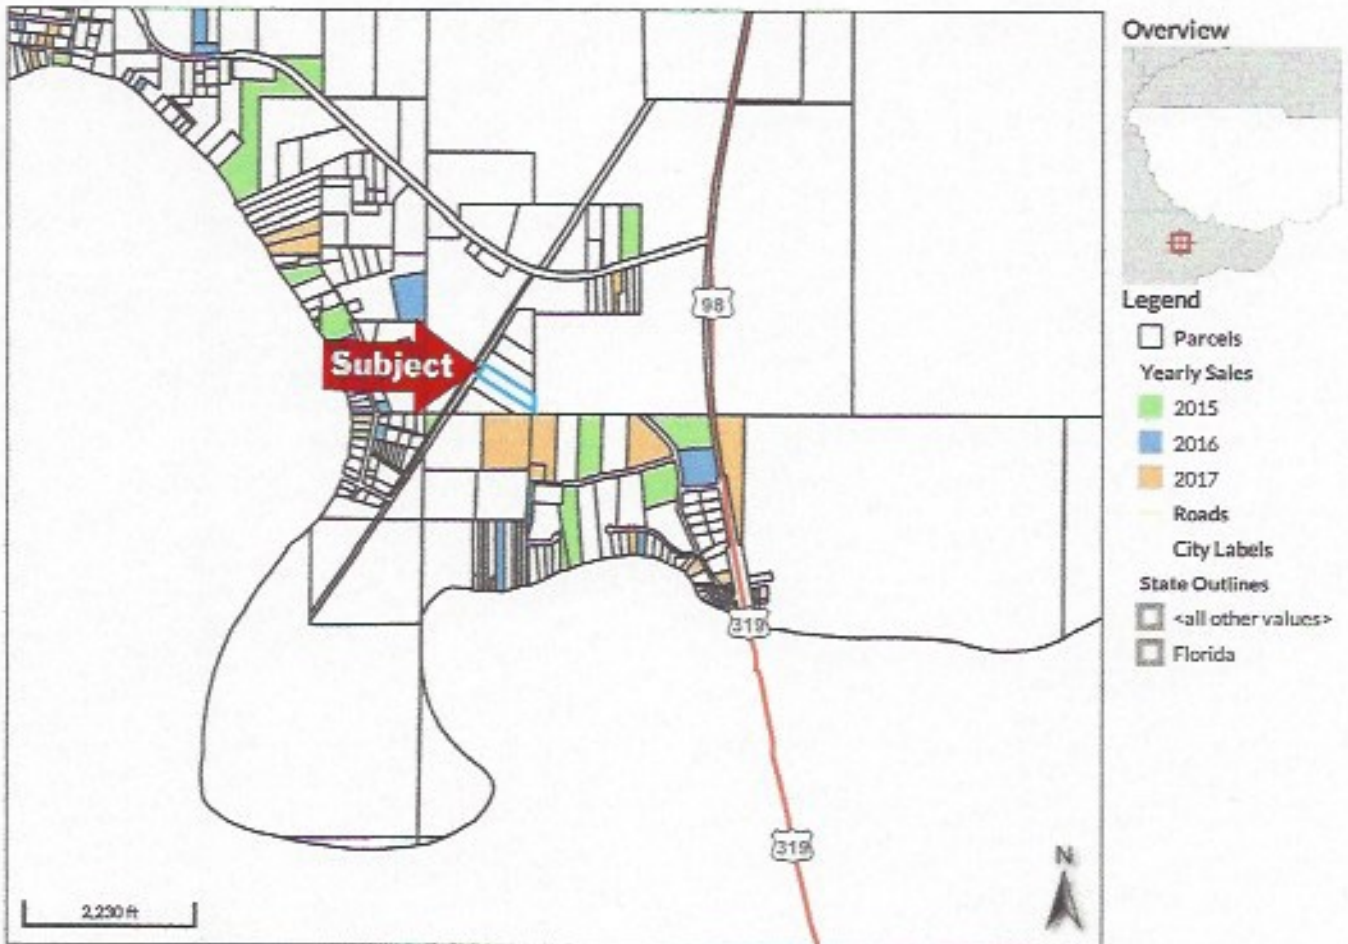 Overview
Legend
Parcels
Yearly Sales
2015
2016
2017
Roads
City Labels
State Outlines
<all other values>
Florida
98
Subject
319
319
N
2,230 ft